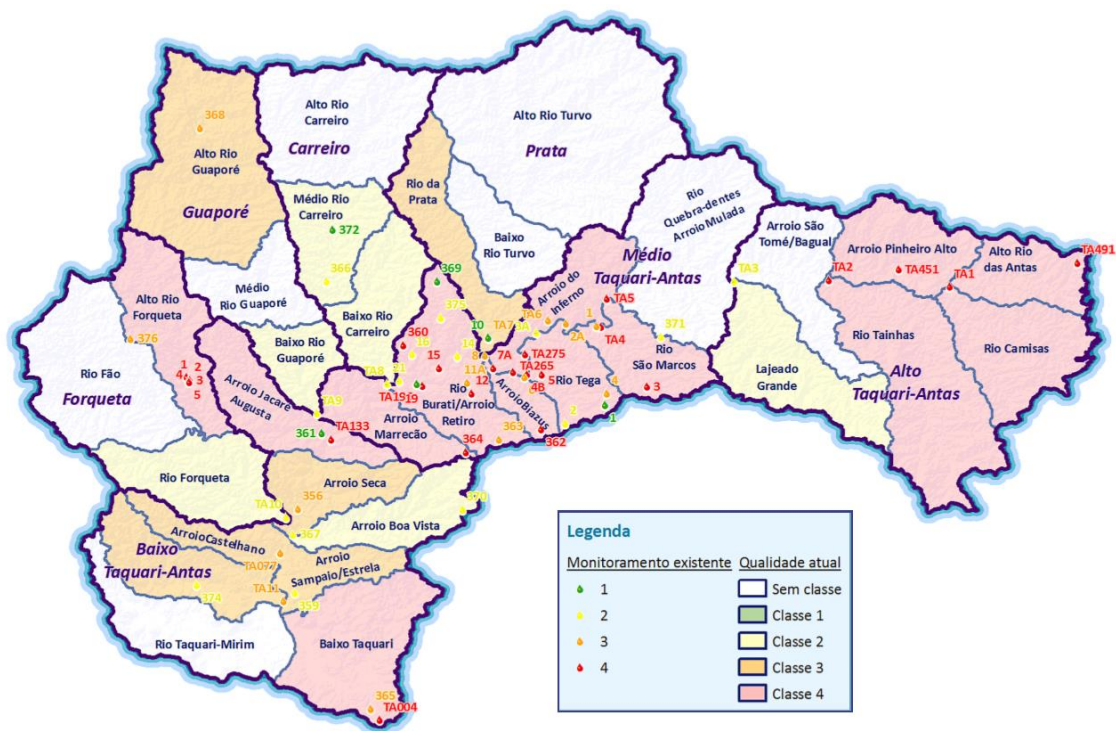 368
Alto Rio
Guaporé
Guaporé
Alto Rio
Carreiro
Carreiro
Alto Rio Turvo
Prata
Rio da
Prata
Médio Rio
Carreiro
372
366
Baixo
Rio Turvo
Rio
Quebra-dentes
Arroio Mulada
Arroio São
Tomé/Bagual
Arroio Pinheiro Alto
Alto Rio
das Antas
TA491
TA2
TA451
TA1
TA3
Médio
Taquari-Antas
Arroio do
Inferno
Médio
Rio Guaporé
Alto Rio
Forqueta
376
Baixo Rio
Carreiro
Baixo Rio
Guaporé
369
375
360
16
14
15
10
TA7
3A
TA6
1
2A
TA5
TA4
371
Rio
São Marcos
3
Rio Tainhas
Rio Camisas
Lajeado
Grande
Alto
Taquari-Antas
Rio Fão
Forqueta
1
2
4
3
5
Arroio Jacare
Augusta
TA8
21
TA191
19
8
7A
11A
12
TA275
TA265
5
4B
Rio Tega
4
1
2
Arroio Biazus
Rio
Burati/Arroio
Retiro
363
362
364
Arroio
Marrecão
TA9
361
TA133
Rio Forqueta
Arroio Seca
356
TA10
367
370
Arroio Boa Vista
Arroio Castelhano
Baixo
Taquari-Antas
TA077
Arroio
Sampaio/Estrela
TA11
359
374
Rio Taquari-Mirim
Baixo Taquari
365
TA004
Legenda
Monitoramento existente Qualidade atual
1 Sem classe
2 Classe 1
3 Classe 2
4 Classe 3
Classe 4